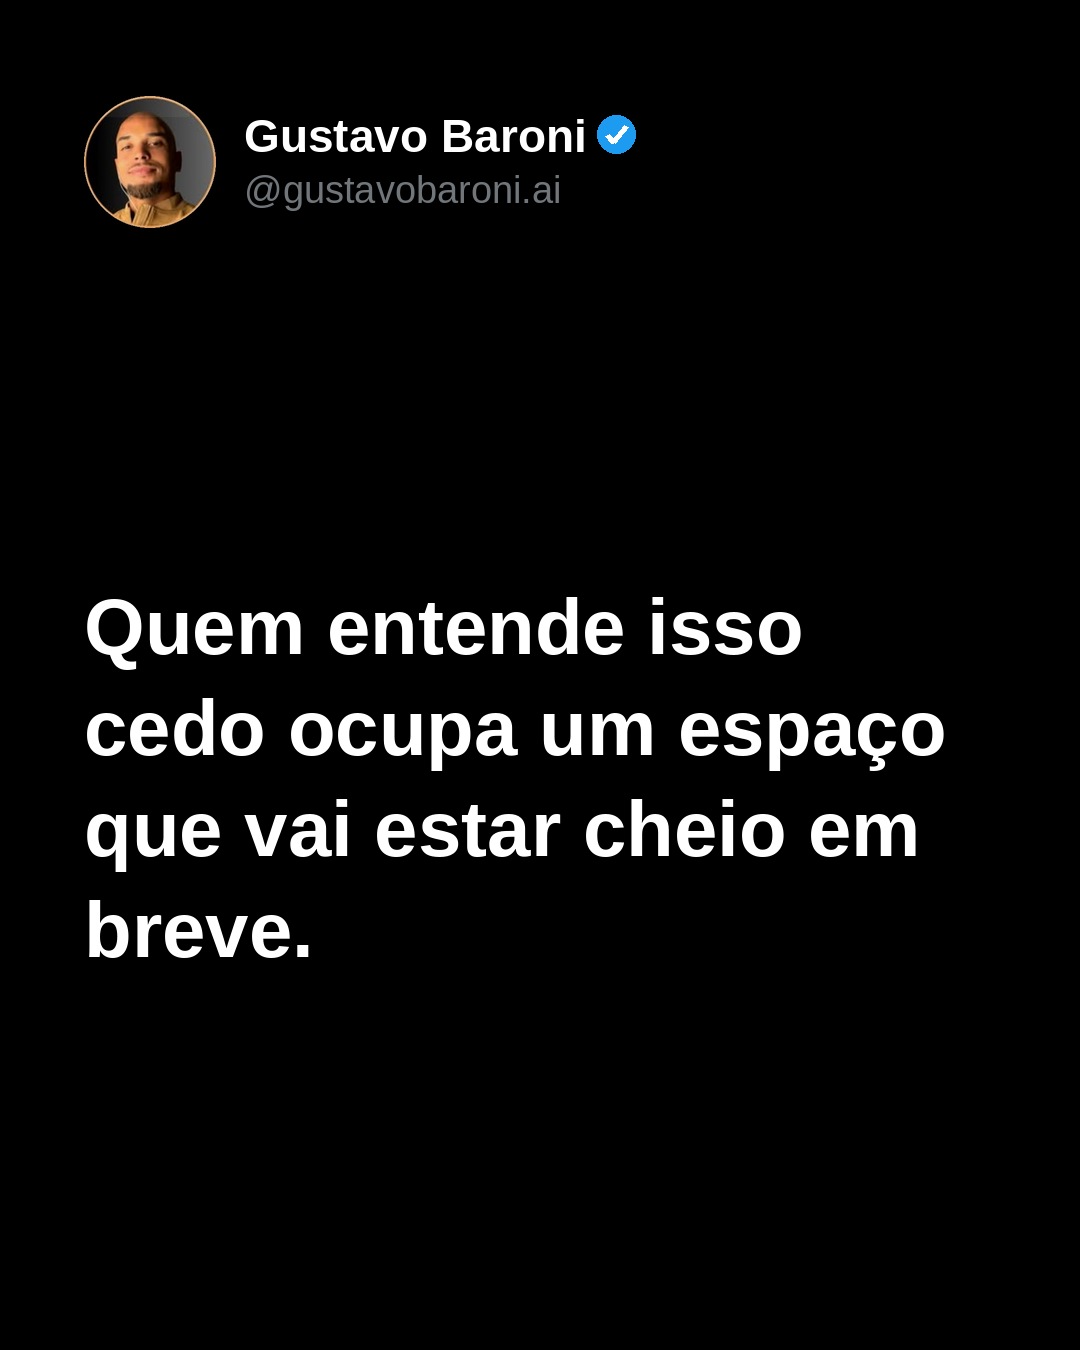 Gustavo Baroni
@gustavobaroni.ai
Quem entende isso
cedo ocupa um espaço
que vai estar cheio em
breve.